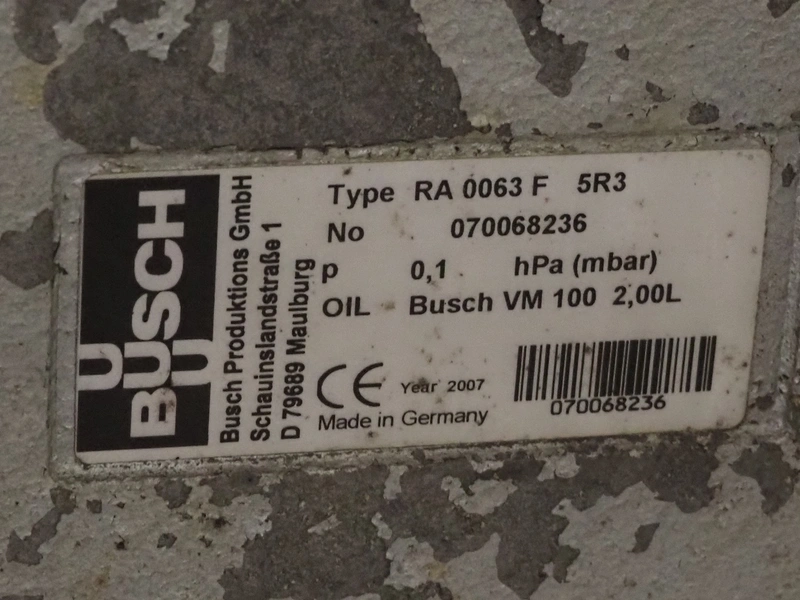 BUSCH
Busch Produktions GmbH
Schauinslandstraße 1
D 79689 Maulburg
Type RA 0063 F 5R3
No 070068236
p 0,1 hPa (mbar)
OIL Busch VM 100 2,00L
CE Year 2007
Made in Germany
070068236